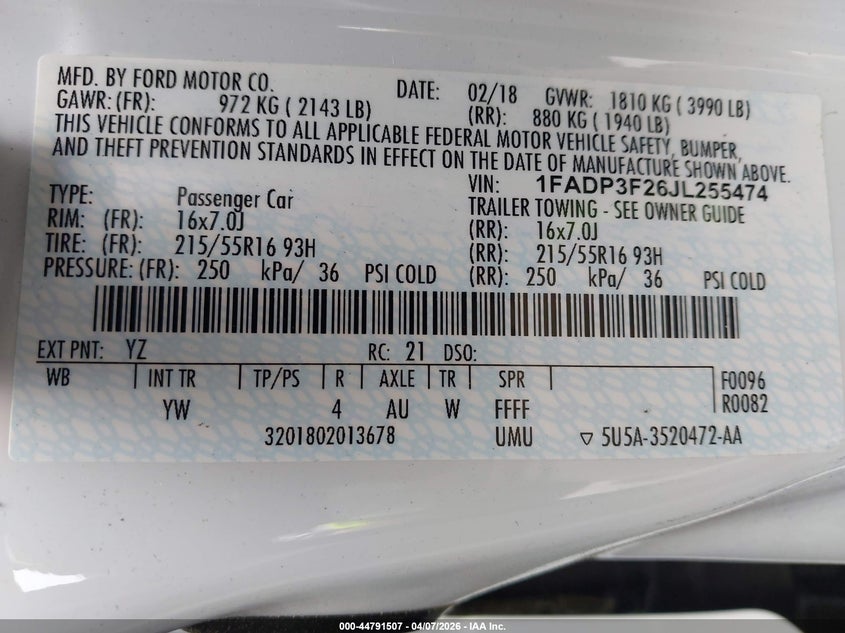 MFD. BY FORD MOTOR CO. DATE: 02/18 GVWR: 1810 KG ( 3990 LB)
GAWR: (FR): 972 KG ( 2143 LB) (RR): 880 KG ( 1940 LB)
THIS VEHICLE CONFORMS TO ALL APPLICABLE FEDERAL MOTOR VEHICLE SAFETY, BUMPER,
AND THEFT PREVENTION STANDARDS IN EFFECT ON THE DATE OF MANUFACTURE SHOWN ABOVE.
VIN: 1FADP3F26JL255474
TYPE: Passenger Car TRAILER TOWING - SEE OWNER GUIDE
RIM: (FR): 16x7.0J (RR): 16x7.0J
TIRE: (FR): 215/55R16 93H (RR): 215/55R16 93H
PRESSURE: (FR): 250 kPa/ 36 PSI COLD (RR): 250 kPa/ 36 PSI COLD
EXT PNT: YZ RC: 21 DSO:
WB INT TR TP/PS R AXLE TR SPR F0096
YW 4 AU W FFFF R0082
3201802013678 UMU ▽ 5U5A-3520472-AA
000-44791507 - 04/07/2026 - IAA Inc.